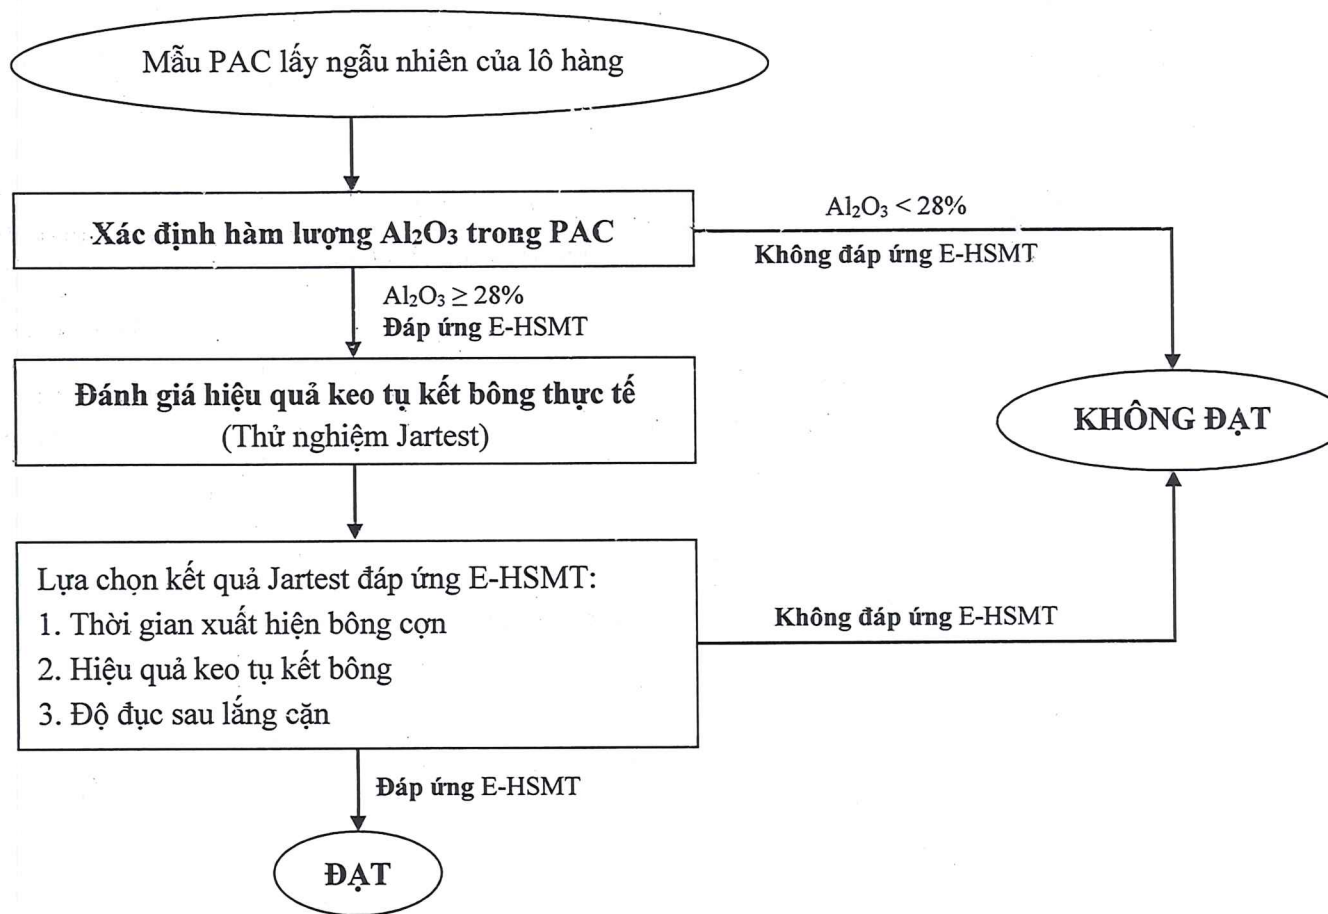 Mẫu PAC lấy ngẫu nhiên của lô hàng
Xác định hàm lượng Al₂O₃ trong PAC
Al₂O₃ < 28%
Không đáp ứng E-HSMT
Al₂O₃ ≥ 28%
Đáp ứng E-HSMT
Đánh giá hiệu quả keo tụ kết bông thực tế
(Thử nghiệm Jartest)
KHÔNG ĐẠT
Lựa chọn kết quả Jartest đáp ứng E-HSMT:
1. Thời gian xuất hiện bông cợn
2. Hiệu quả keo tụ kết bông
3. Độ đục sau lắng cặn
Không đáp ứng E-HSMT
Đáp ứng E-HSMT
ĐẠT